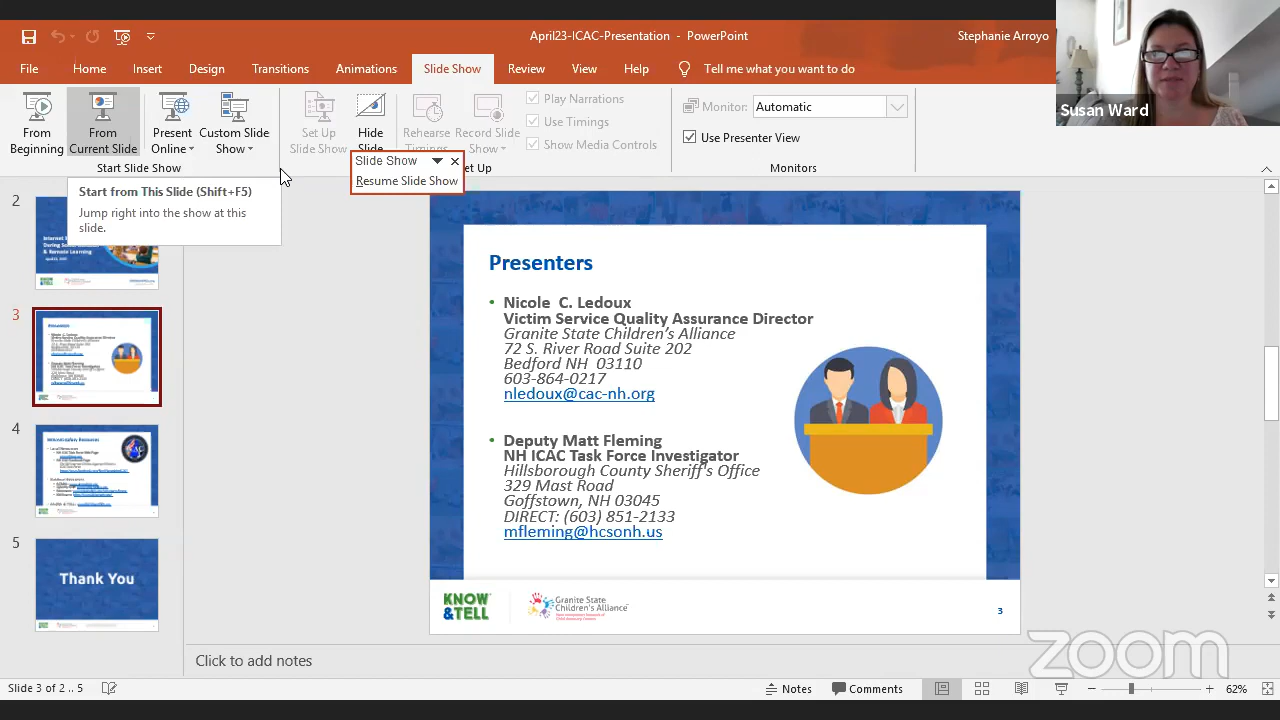 April23-ICAC-Presentation - PowerPoint
Stephanie Arroyo
File
Home
Insert
Design
Transitions
Animations
Slide Show
Review
View
Help
Tell me what you want to do
From
Beginning
From
Current Slide
Present
Online
Custom Slide
Show
Set Up
Slide Show
Hide
Slide
Rehearse
Timings
Record Slide
Show
Play Narrations
Use Timings
Show Media Controls
Monitor:
Automatic
Use Presenter View
Start Slide Show
Monitors
Susan Ward
Slide Show
Resume Slide Show
Start from This Slide (Shift+F5)
Jump right into the show at this
slide.
2
& Remote Learning
3
Presenters
4
5
Thank You
Presenters
• Nicole C. Ledoux
Victim Service Quality Assurance Director
Granite State Children's Alliance
72 S. River Road Suite 202
Bedford NH 03110
603-864-0217
nledoux@cac-nh.org
• Deputy Matt Fleming
NH ICAC Task Force Investigator
Hillsborough County Sheriff's Office
329 Mast Road
Goffstown, NH 03045
DIRECT: (603) 851-2133
mfleming@hcsonh.us
KNOW
&TELL
Granite State
Children's Alliance
3
zoom
Click to add notes
Slide 3 of 2 .. 5
Notes
Comments
62%